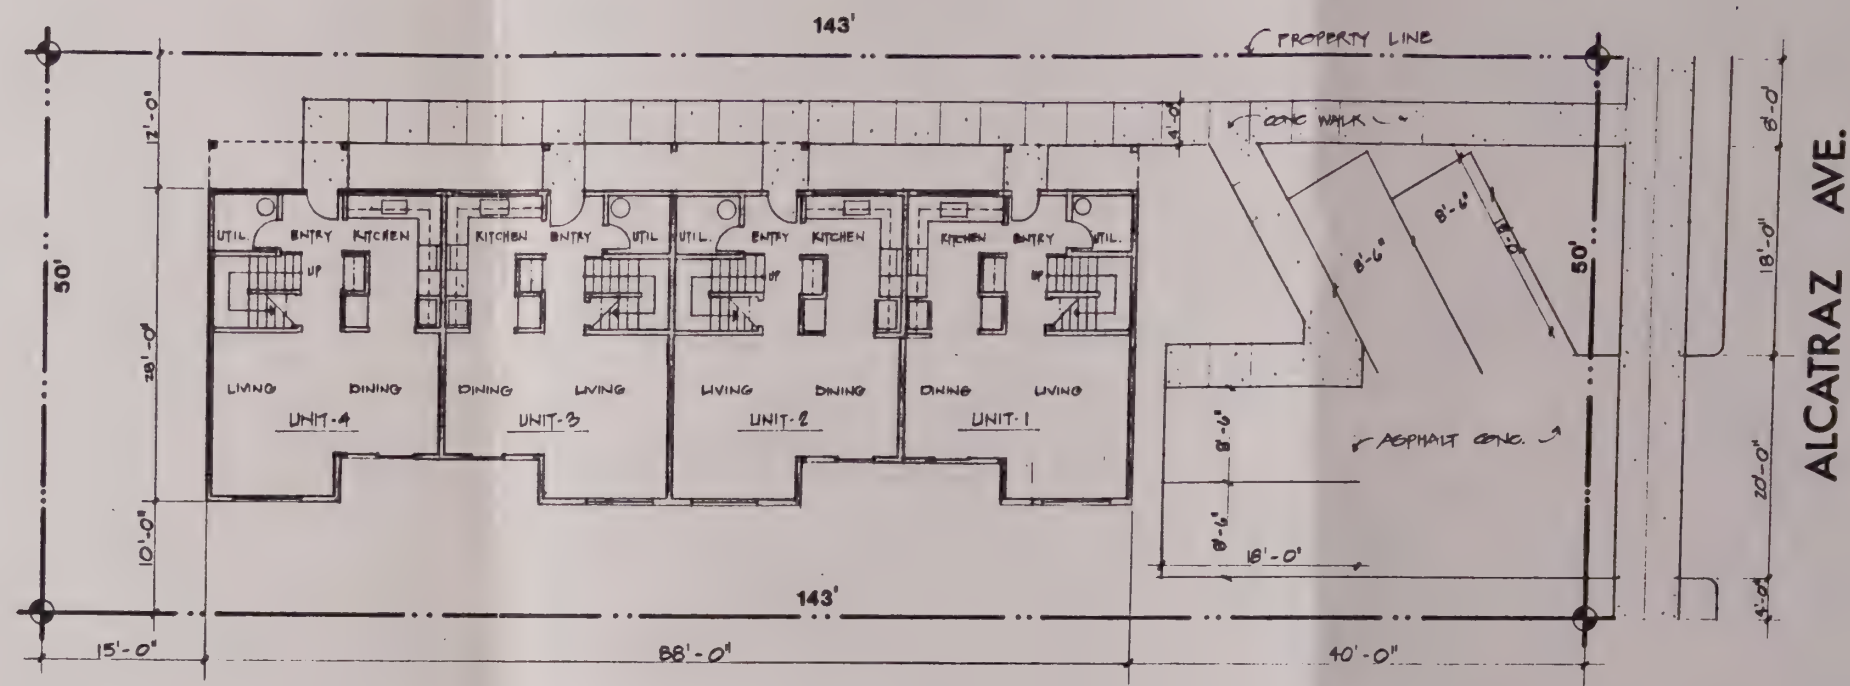 143'
PROPERTY LINE
12'-0"
4'-0"
CONC WALK
8'-0"
ALCATRAZ AVE.
50'
UTIL. ENTRY KITCHEN
KITCHEN ENTRY UTIL
UTIL. ENTRY KITCHEN
KITCHEN ENTRY UTIL.
UP
UP
8'-6"
8'-6"
18'-0"
50'
18'-0"
28'-0"
LIVING DINING
UNIT-4
DINING LIVING
UNIT-3
LIVING DINING
UNIT-2
DINING LIVING
UNIT-1
8'-6"
ASPHALT CONC.
20'-0"
10'-0"
8'-6"
18'-0"
143'
15'-0"
88'-0"
40'-0"